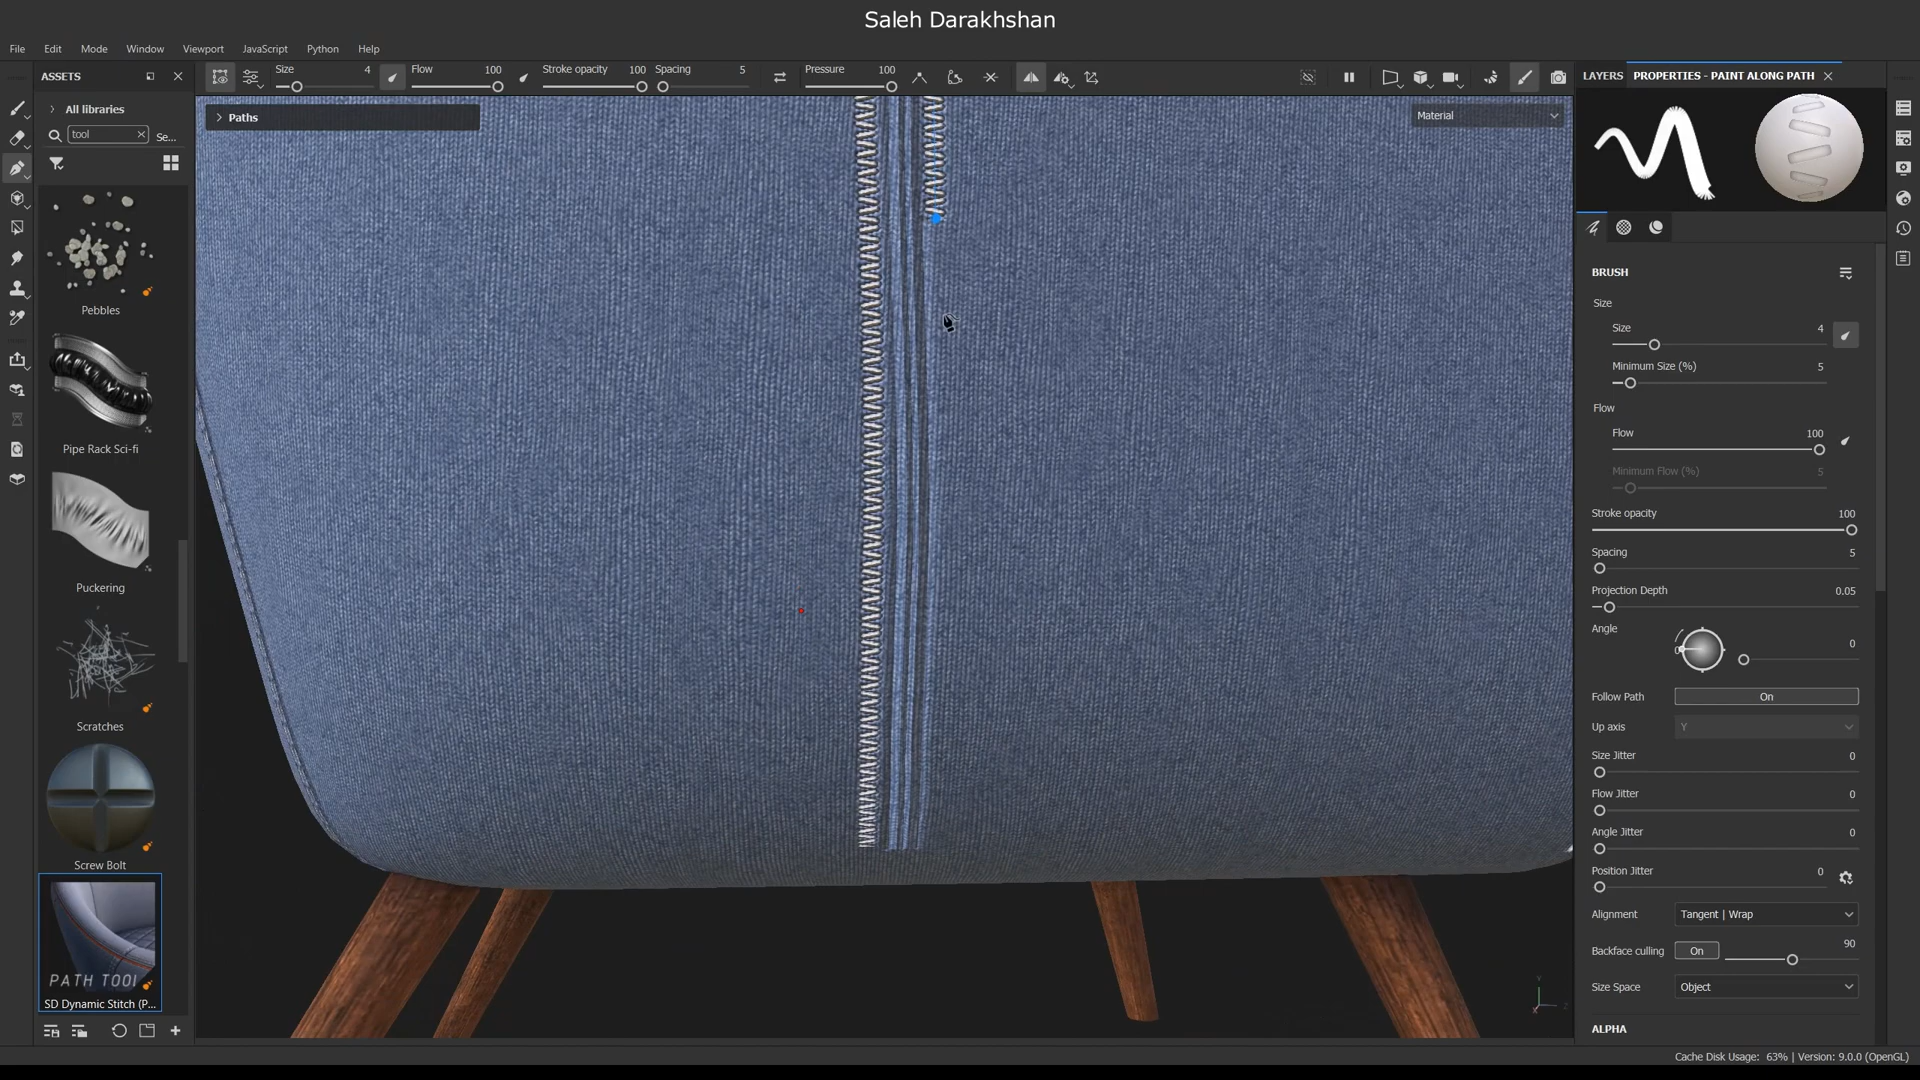 Saleh Darakhshan
File Edit Mode Window Viewport JavaScript Python Help
ASSETS
Size 4
Flow 100
Stroke opacity 100
Spacing 5
Pressure 100
LAYERS
PROPERTIES - PAINT ALONG PATH
All libraries
tool
Se...
Paths
Material
Pebbles
Pipe Rack Sci-fi
Puckering
Scratches
Screw Bolt
PATH TOOL
SD Dynamic Stitch (P...
BRUSH
Size
Size 4
Minimum Size (%) 5
Flow
Flow 100
Minimum Flow (%) 5
Stroke opacity 100
Spacing 5
Projection Depth 0.05
Angle 0
Follow Path On
Up axis Y
Size Jitter 0
Flow Jitter 0
Angle Jitter 0
Position Jitter 0
Alignment Tangent | Wrap
Backface culling On 90
Size Space Object
ALPHA
Cache Disk Usage: 63% | Version: 9.0.0 (OpenGL)